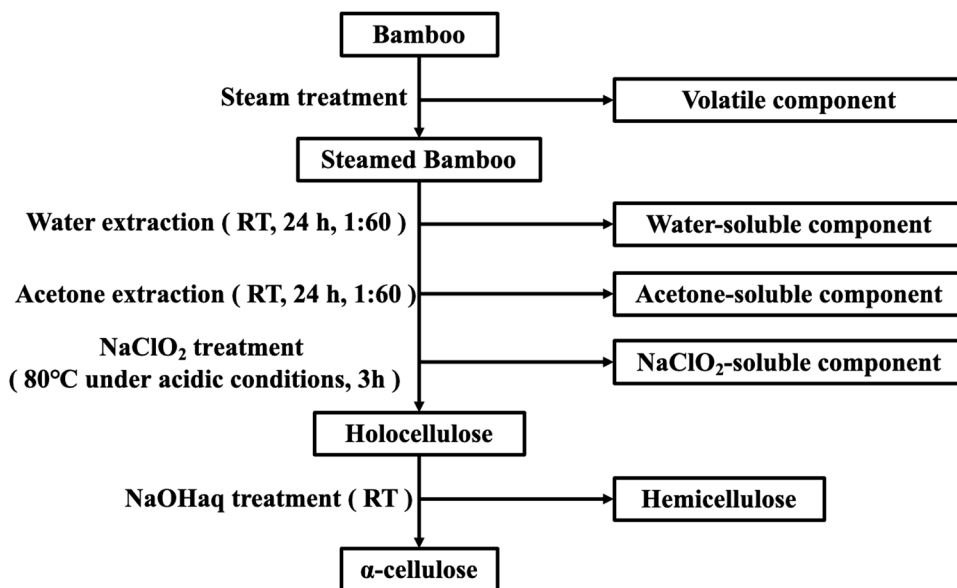 Bamboo
Steam treatment
Volatile component
Steamed Bamboo
Water extraction ( RT, 24 h, 1:60 )
Water-soluble component
Acetone extraction ( RT, 24 h, 1:60 )
Acetone-soluble component
NaClO₂ treatment
( 80℃ under acidic conditions, 3h )
NaClO₂-soluble component
Holocellulose
NaOHaq treatment ( RT )
Hemicellulose
α-cellulose